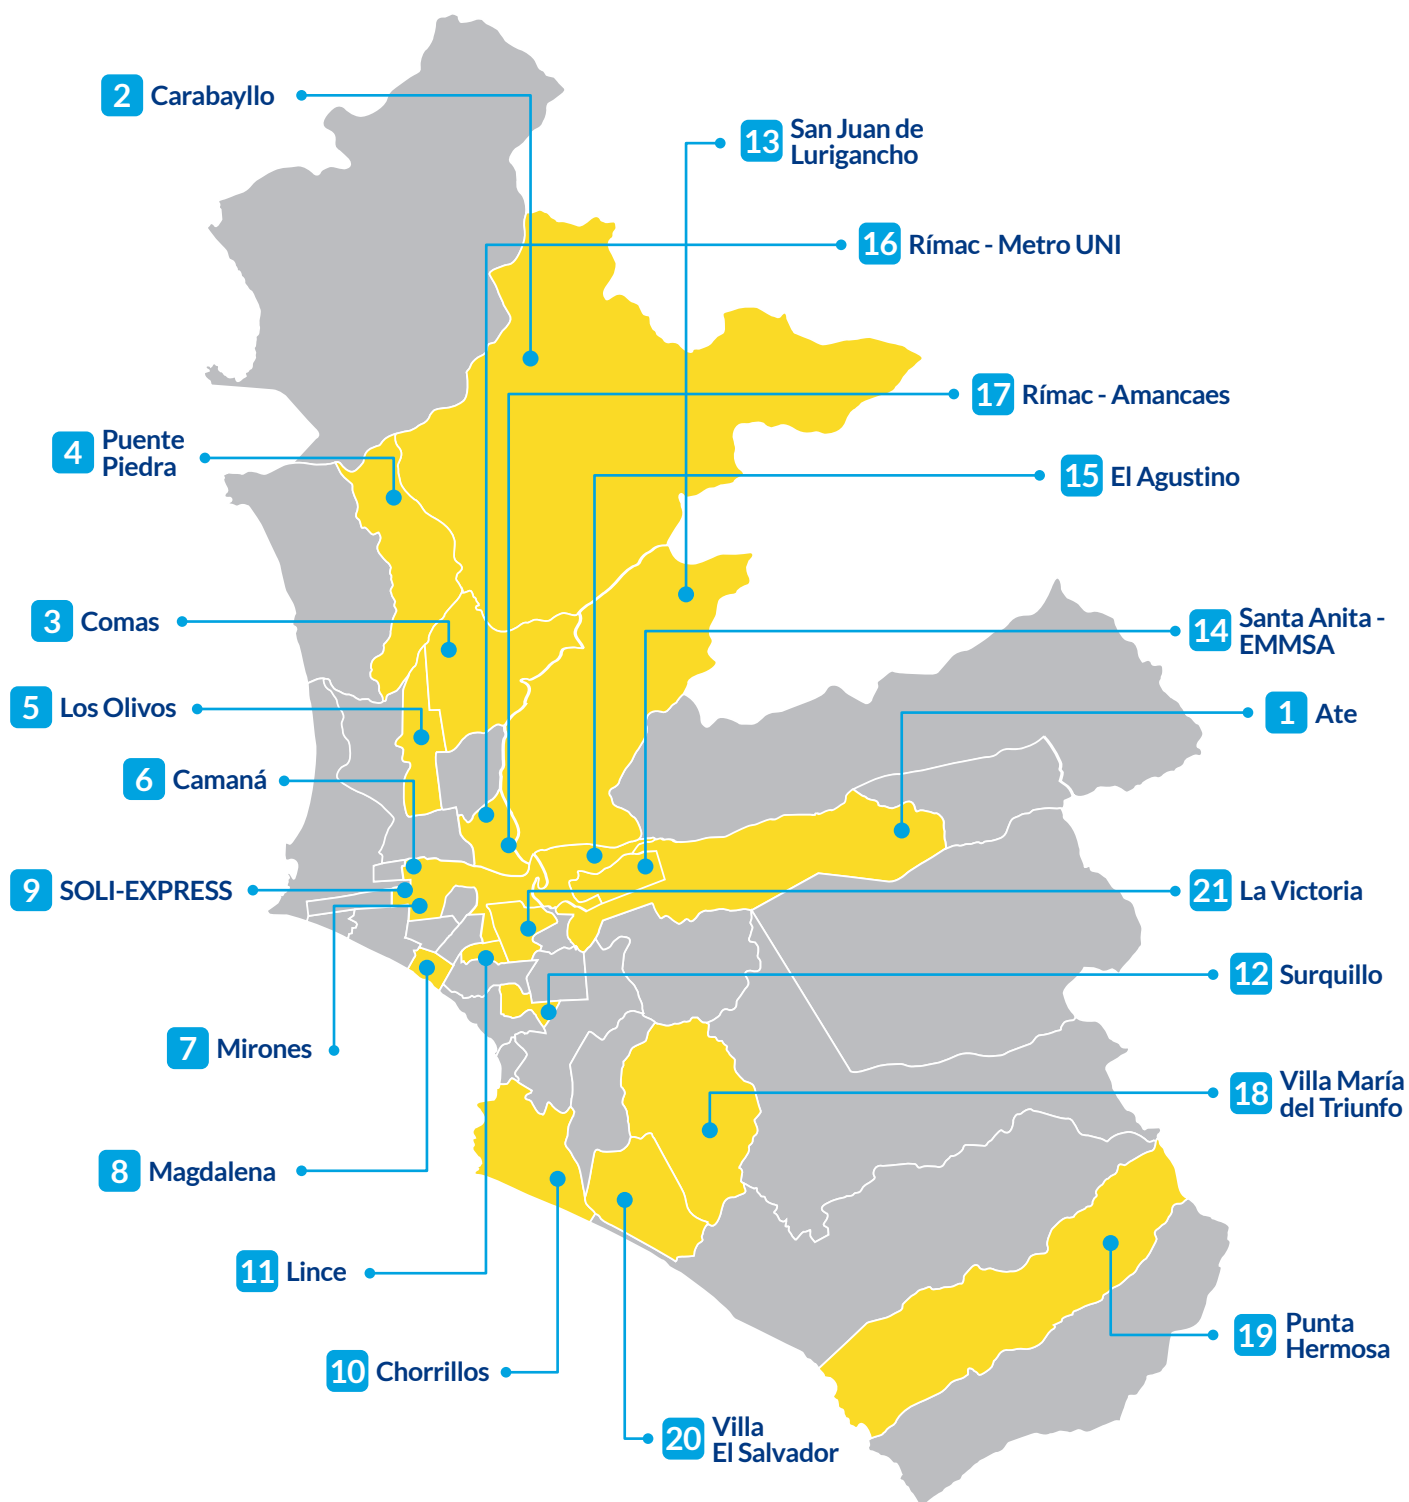 2 Carabayllo
13 San Juan de
Lurigancho
16 Rímac - Metro UNI
17 Rímac - Amancaes
4 Puente
Piedra
15 El Agustino
3 Comas
14 Santa Anita -
EMMSA
5 Los Olivos
1 Ate
6 Camaná
9 SOLI-EXPRESS
21 La Victoria
12 Surquillo
7 Mirones
18 Villa María
del Triunfo
8 Magdalena
11 Lince
19 Punta
Hermosa
10 Chorrillos
20 Villa
El Salvador